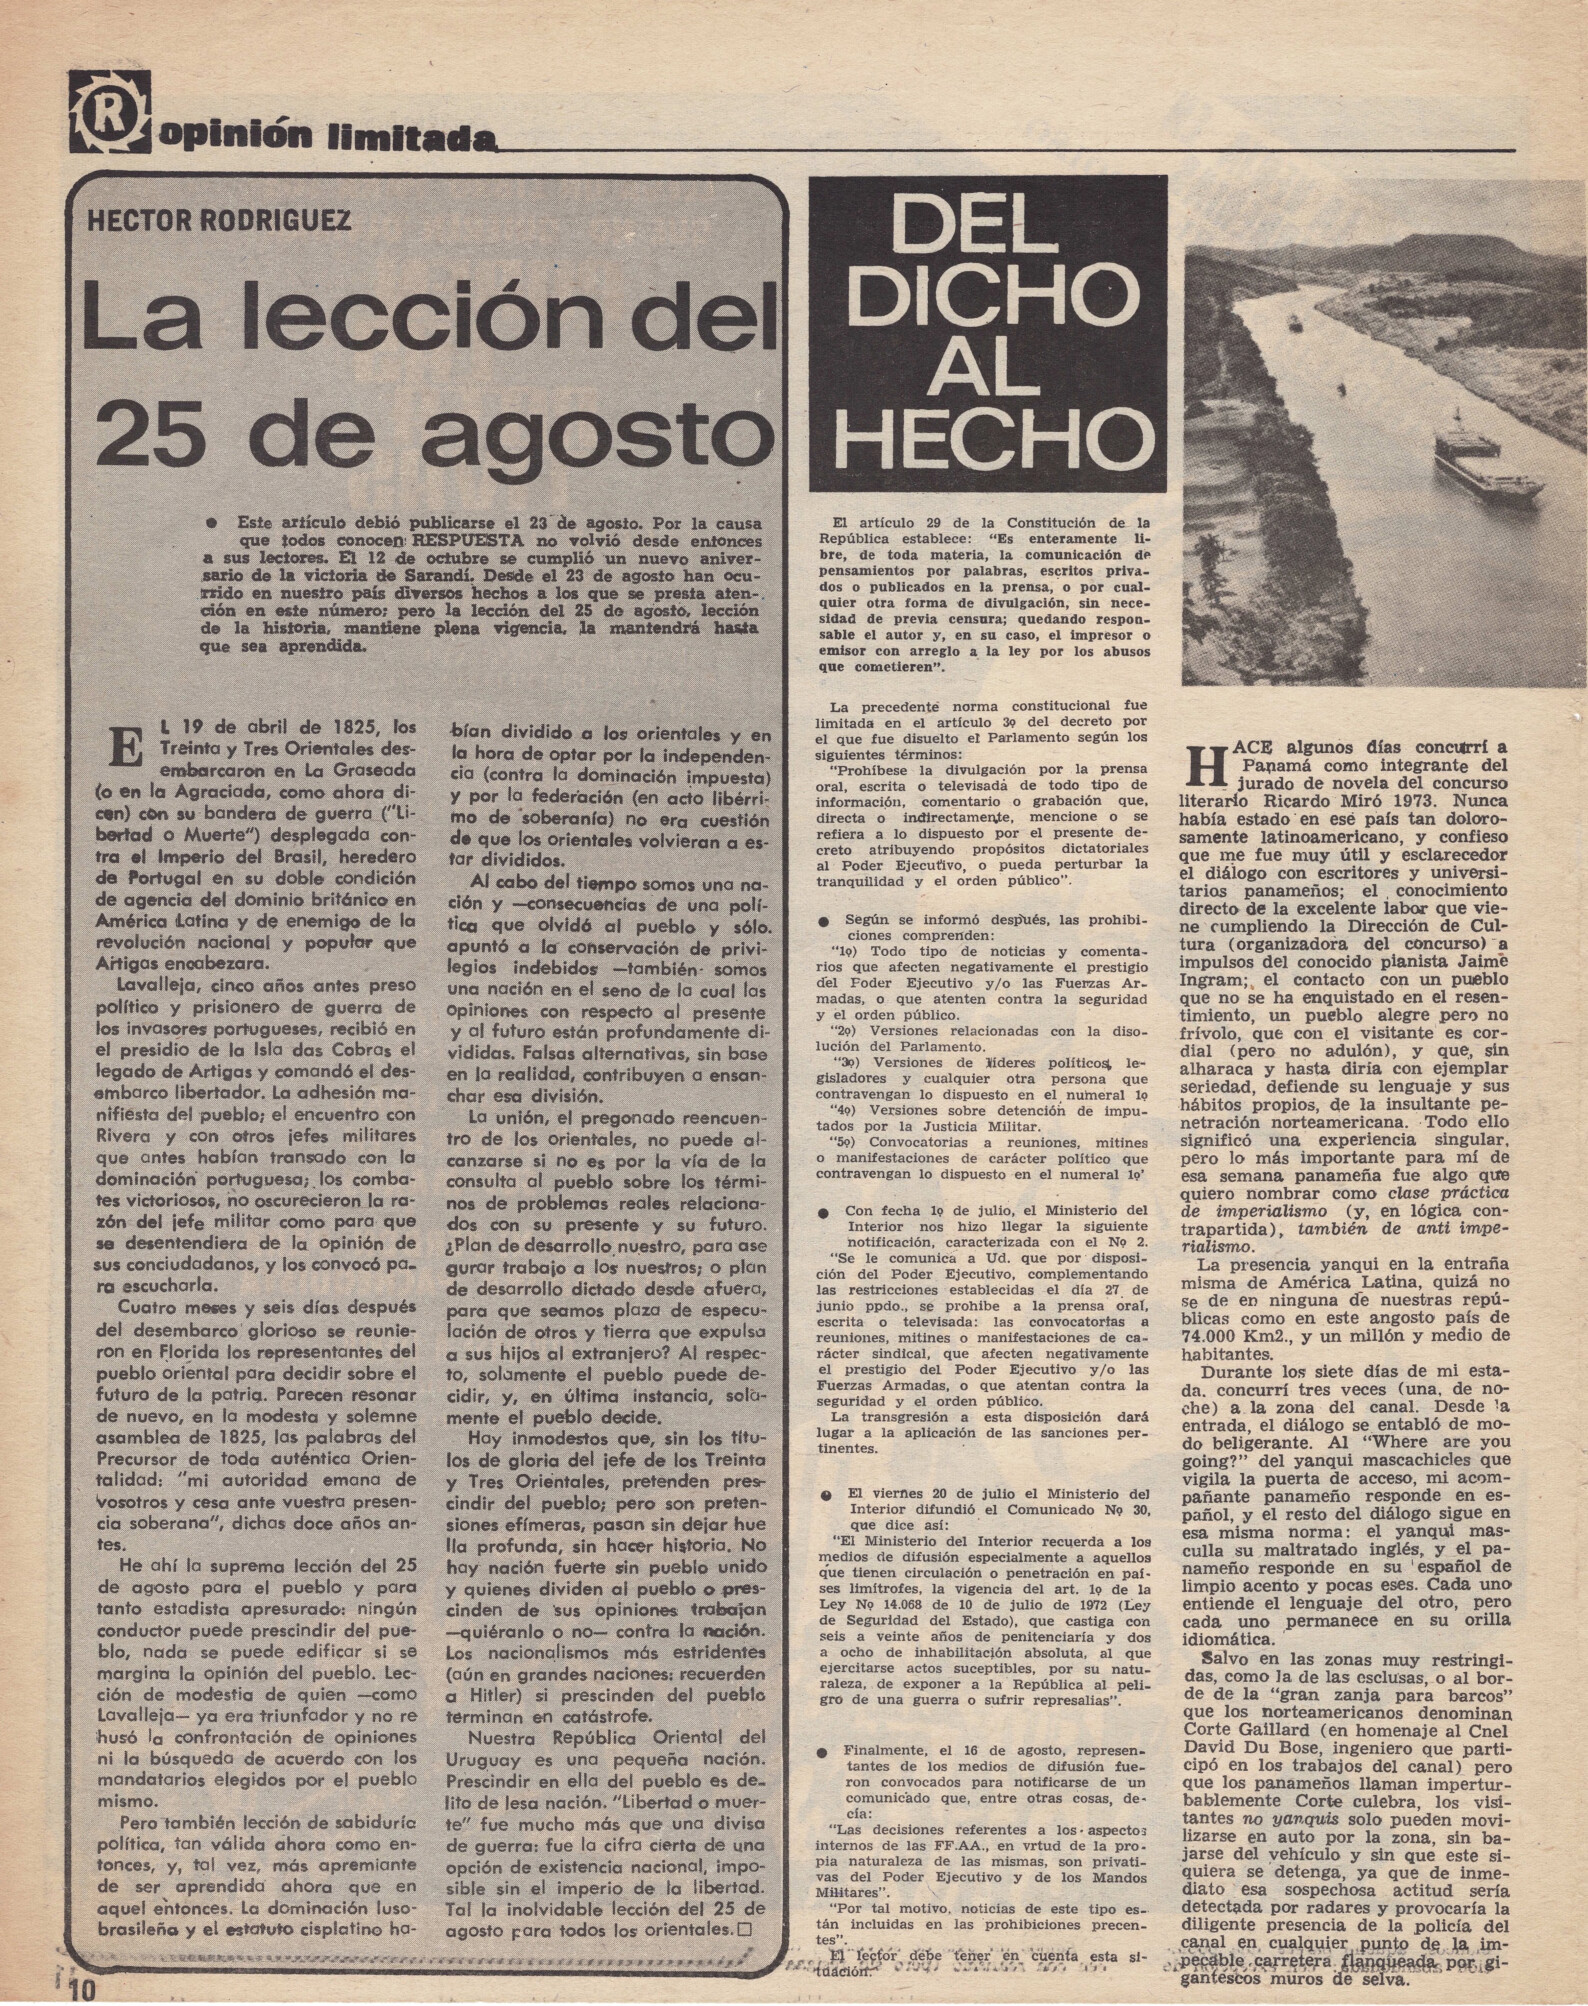 R opinión limitada
HECTOR RODRIGUEZ
La lección del
25 de agosto
● Este artículo debió publicarse el 23 de agosto. Por la causa
que todos conocen RESPUESTA no volvió desde entonces
a sus lectores. El 12 de octubre se cumplió un nuevo aniver-
sario de la victoria de Sarandí. Desde el 23 de agosto han ocu-
rrido en nuestro país diversos hechos a los que se presta aten-
ción en este número; pero la lección del 25 de agosto, lección
de la historia, mantiene plena vigencia, la mantendrá hasta
que sea aprendida.
EL 19 de abril de 1825, los
Treinta y Tres Orientales des-
embarcaron en La Graseada
(o en la Agraciada, como ahora di-
cen) con su bandera de guerra ("Li-
bertad o Muerte") desplegada con-
tra el Imperio del Brasil, heredero
de Portugal en su doble condición
de agencia del dominio británico en
América Latina y de enemigo de la
revolución nacional y popular que
Artigas encabezara.
Lavalleja, cinco años antes preso
político y prisionero de guerra de
los invasores portugueses, recibió en
el presidio de la Isla das Cobras el
legado de Artigas y comandó el des-
embarco libertador. La adhesión ma-
nifiesta del pueblo; el encuentro con
Rivera y con otros jefes militares
que antes habían transado con la
dominación portuguesa; los comba-
tes victoriosos, no oscurecieron la ra-
zón del jefe militar como para que
se desentendiera de la opinión de
sus conciudadanos, y los convocó pa-
ra escucharla.
Cuatro meses y seis días después
del desembarco glorioso se reunie-
ron en Florida los representantes del
pueblo oriental para decidir sobre el
futuro de la patria. Parecen resonar
de nuevo, en la modesta y solemne
asamblea de 1825, las palabras del
Precursor de toda auténtica Orien-
talidad: "mi autoridad emana de
vosotros y cesa ante vuestra presen-
cia soberana", dichas doce años an-
tes.
He ahí la suprema lección del 25
de agosto para el pueblo y para
tanto estadista apresurado: ningún
conductor puede prescindir del pue-
blo, nada se puede edificar si se
margina la opinión del pueblo. Lec-
ción de modestia de quien —como
Lavalleja— ya era triunfador y no re
husó la confrontación de opiniones
ni la búsqueda de acuerdo con los
mandatarios elegidos por el pueblo
mismo.
Pero también lección de sabiduría
política, tan válida ahora como en-
tonces, y, tal vez, más apremiante
de ser aprendida ahora que en
aquel entonces. La dominación luso-
brasileña y el estatuto cisplatino ha-
bían dividido a los orientales y en
la hora de optar por la independen-
cia (contra la dominación impuesta)
y por la federación (en acto libérri-
mo de soberanía) no era cuestión
de que los orientales volvieran a es-
tar divididos.
Al cabo del tiempo somos una na-
ción y —consecuencias de una polí-
tica que olvidó al pueblo y sólo.
apuntó a la conservación de privi-
legios indebidos —también· somos
una nación en el seno de la cual las
opiniones con respecto al presente
y al futuro están profundamente di-
vididas. Falsas alternativas, sin base
en la realidad, contribuyen a ensan-
char esa división.
La unión, el pregonado reencuen-
tro de los orientales, no puede al-
canzarse si no es por la vía de la
consulta al pueblo sobre los térmi-
nos de problemas reales relaciona-
dos con su presente y su futuro.
¿Plan de desarrollo nuestro, para ase
gurar trabajo a los nuestros; o plan
de desarrollo dictado desde afuera,
para que seamos plaza de especu-
lación de otros y tierra que expulsa
a sus hijos al extranjero? Al respec-
to, solamente el pueblo puede de-
cidir, y, en última instancia, sola-
mente el pueblo decide.
Hay inmodestos que, sin los títu-
los de gloria del jefe de los Treinta
y Tres Orientales, pretenden pres-
cindir del pueblo; pero son preten-
siones efímeras, pasan sin dejar hue
lla profunda, sin hacer historia. No
hay nación fuerte sin pueblo unido
y quienes dividen al pueblo o pres-
cinden de sus opiniones trabajan
—quiéranlo o no— contra la nación.
Los nacionalismos más estridentes
(aún en grandes naciones: recuerden
a Hitler) si prescinden del pueblo
terminan en catástrofe.
Nuestra República Oriental del
Uruguay es una pequeña nación.
Prescindir en ella del pueblo es de-
lito de lesa nación. "Libertad o muer-
te" fue mucho más que una divisa
de guerra: fue la cifra cierta de una
opción de existencia nacional, impo-
sible sin el imperio de la libertad.
Tal la inolvidable lección del 25 de
agosto para todos los orientales.□
DEL
DICHO
AL
HECHO
El artículo 29 de la Constitución de la
República establece: "Es enteramente li-
bre, de toda materia, la comunicación de
pensamientos por palabras, escritos priva-
dos o publicados en la prensa, o por cual-
quier otra forma de divulgación, sin nece-
sidad de previa censura; quedando respon-
sable el autor y, en su caso, el impresor o
emisor con arreglo a la ley por los abusos
que cometieren".
La precedente norma constitucional fue
limitada en el artículo 3º del decreto por
el que fue disuelto el Parlamento según los
siguientes términos:
"Prohíbese la divulgación por la prensa
oral, escrita o televisada de todo tipo de
información, comentario o grabación que,
directa o indirectamente, mencione o se
refiera a lo dispuesto por el presente de-
creto atribuyendo propósitos dictatoriales
al Poder Ejecutivo, o pueda perturbar la
tranquilidad y el orden público".
● Según se informó después, las prohibi-
ciones comprenden:
"1º) Todo tipo de noticias y comenta-
rios que afecten negativamente el prestigio
del Poder Ejecutivo y/o las Fuerzas Ar-
madas, o que atenten contra la seguridad
y el orden público.
"2º) Versiones relacionadas con la diso-
lución del Parlamento.
"3º) Versiones de líderes políticos, le-
gisladores y cualquier otra persona que
contravengan lo dispuesto en el numeral 1º
"4º) Versiones sobre detención de impu-
tados por la Justicia Militar.
"5º) Convocatorias a reuniones, mitines
o manifestaciones de carácter político que
contravengan lo dispuesto en el numeral 1º'
● Con fecha 1º de julio, el Ministerio del
Interior nos hizo llegar la siguiente
notificación, caracterizada con el Nº 2.
"Se le comunica a Ud. que por disposi-
ción del Poder Ejecutivo, complementando
las restricciones establecidas el día 27 de
junio ppdo., se prohibe a la prensa oral,
escrita o televisada: las convocatorias a
reuniones, mitines o manifestaciones de ca-
rácter sindical, que afecten negativamente
el prestigio del Poder Ejecutivo y/o las
Fuerzas Armadas, o que atentan contra la
seguridad y el orden público.
La transgresión a esta disposición dará
lugar a la aplicación de las sanciones per-
tinentes.
● El viernes 20 de julio el Ministerio del
Interior difundió el Comunicado Nº 30,
que dice así:
"El Ministerio del Interior recuerda a los
medios de difusión especialmente a aquellos
que tienen circulación o penetración en paí-
ses limítrofes, la vigencia del art. 1º de la
Ley Nº 14.068 de 10 de julio de 1972 (Ley
de Seguridad del Estado), que castiga con
seis a veinte años de penitenciaría y dos
a ocho de inhabilitación absoluta, al que
ejercitarse actos suceptibles, por su natu-
raleza, de exponer a la República al peli-
gro de una guerra o sufrir represalias".
● Finalmente, el 16 de agosto, represen-
tantes de los medios de difusión fue-
ron convocados para notificarse de un
comunicado que, entre otras cosas, de-
cía:
"Las decisiones referentes a los aspectos
internos de las FF.AA., en vrtud de la pro-
pia naturaleza de las mismas, son privati-
vas del Poder Ejecutivo y de los Mandos
Militares".
"Por tal motivo, noticias de este tipo es-
tán incluidas en las prohibiciones preceden-
tes".
El lector debe tener en cuenta esta si-
tuación.
HACE algunos días concurrí a
Panamá como integrante del
jurado de novela del concurso
literario Ricardo Miró 1973. Nunca
había estado en ese país tan doloro-
samente latinoamericano, y confieso
que me fue muy útil y esclarecedor
el diálogo con escritores y universi-
tarios panameños; el conocimiento
directo de la excelente labor que vie-
ne cumpliendo la Dirección de Cul-
tura (organizadora del concurso) a
impulsos del conocido pianista Jaime
Ingram; el contacto con un pueblo
que no se ha enquistado en el resen-
timiento, un pueblo alegre pero no
frívolo, que con el visitante es cor-
dial (pero no adulón), y que, sin
alharaca y hasta diría con ejemplar
seriedad, defiende su lenguaje y sus
hábitos propios, de la insultante pe-
netración norteamericana. Todo ello
significó una experiencia singular,
pero lo más importante para mí de
esa semana panameña fue algo que
quiero nombrar como clase práctica
de imperialismo (y, en lógica con-
trapartida), también de anti impe-
rialismo.
La presencia yanqui en la entraña
misma de América Latina, quizá no
se de en ninguna de nuestras repú-
blicas como en este angosto país de
74.000 Km2., y un millón y medio de
habitantes.
Durante los siete días de mi esta-
da, concurrí tres veces (una, de no-
che) a la zona del canal. Desde la
entrada, el diálogo se entabló de mo-
do beligerante. Al "Where are you
going?" del yanqui mascachicles que
vigila la puerta de acceso, mi acom-
pañante panameño responde en es-
pañol, y el resto del diálogo sigue en
esa misma norma: el yanqui mas-
culla su maltratado inglés, y el pa-
nameño responde en su español de
limpio acento y pocas eses. Cada uno
entiende el lenguaje del otro, pero
cada uno permanece en su orilla
idiomática.
Salvo en las zonas muy restringi-
das, como la de las esclusas, o al bor-
de de la "gran zanja para barcos"
que los norteamericanos denominan
Corte Gaillard (en homenaje al Cnel
David Du Bose, ingeniero que parti-
cipó en los trabajos del canal) pero
que los panameños llaman impertur-
bablemente Corte culebra, los visi-
tantes no yanquis solo pueden movi-
lizarse en auto por la zona, sin ba-
jarse del vehículo y sin que este si-
quiera se detenga, ya que de inme-
diato esa sospechosa actitud sería
detectada por radares y provocaría la
diligente presencia de la policía del
canal en cualquier punto de la im-
pecable carretera flanqueada por gi-
gantescos muros de selva.
10